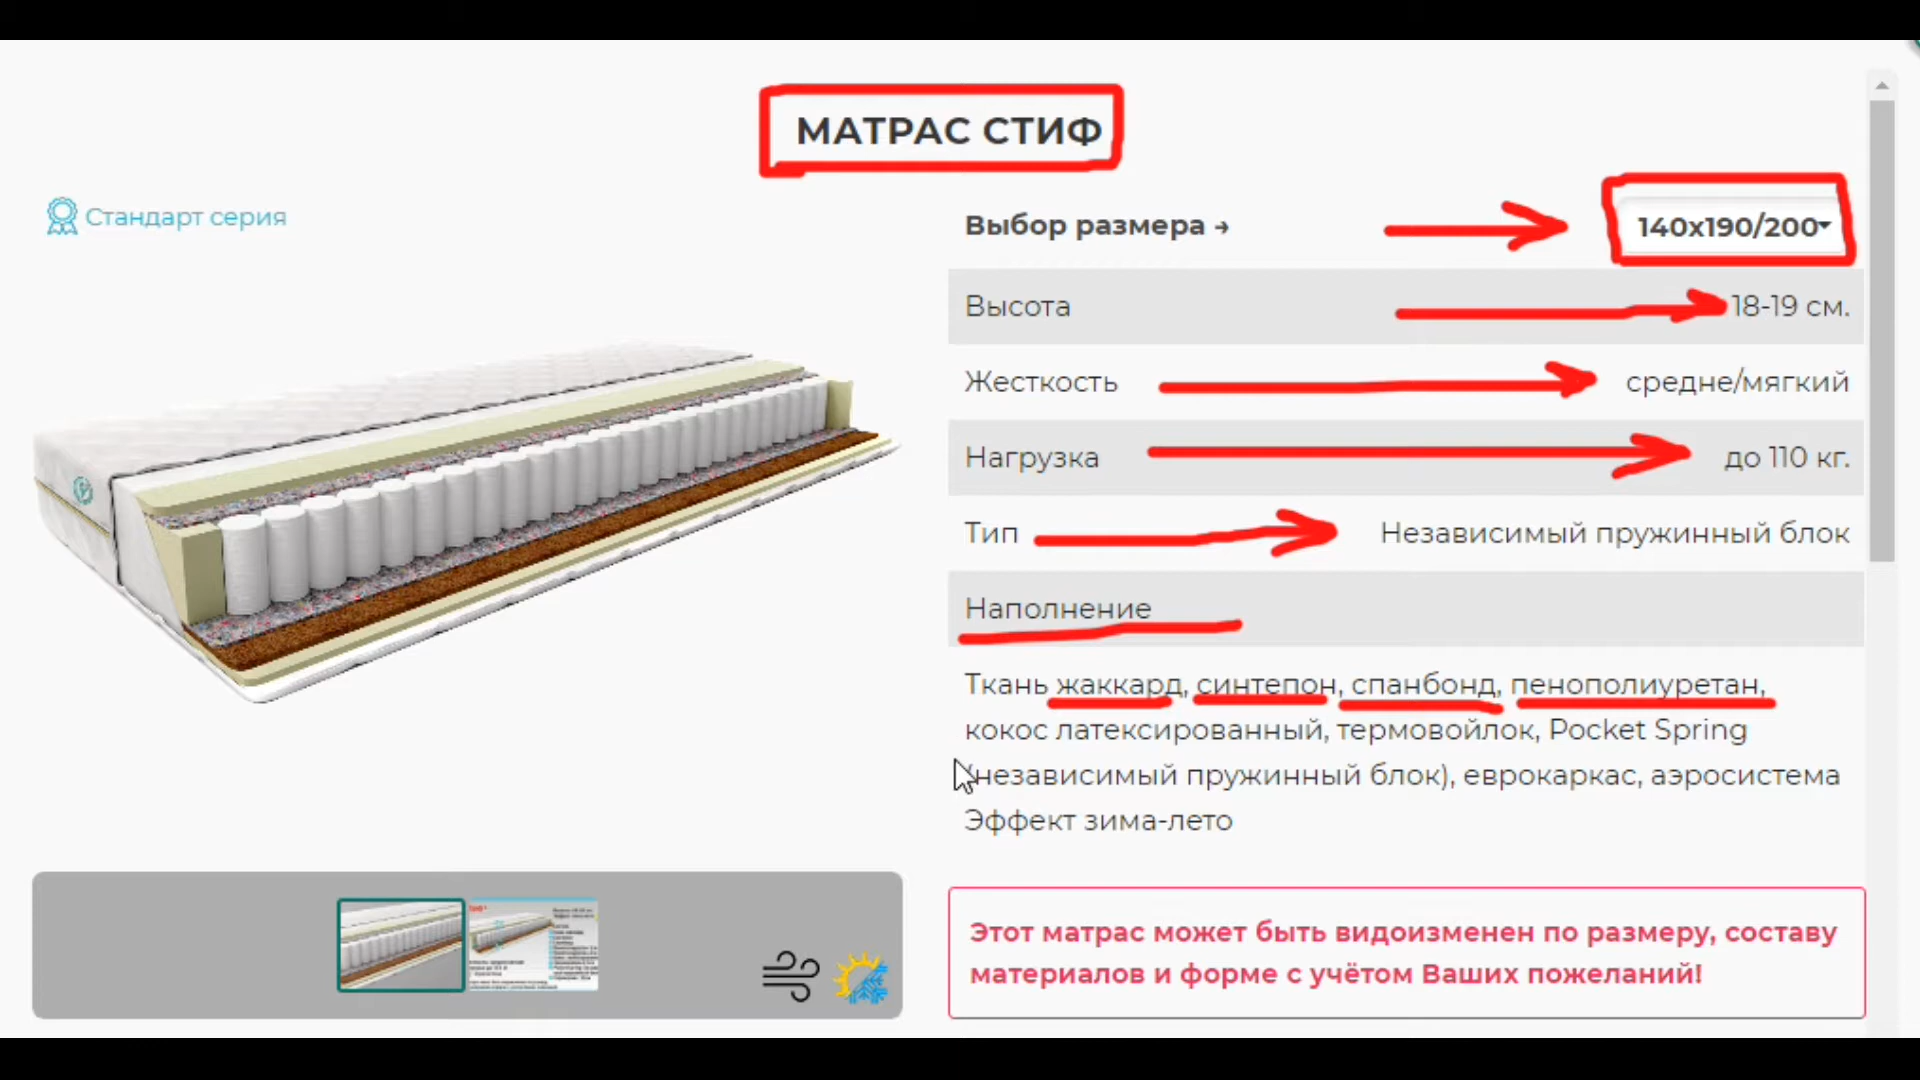 МАТРАС СТИФ
Стандарт серия
Выбор размера →
140x190/200
Высота
18-19 см.
Жесткость
средне/мягкий
Нагрузка
до 110 кг.
Тип
Независимый пружинный блок
Наполнение
Ткань жаккард, синтепон, спанбонд, пенополиуретан,
кокос латексированный, термовойлок, Pocket Spring
(независимый пружинный блок), еврокаркас, аэросистема
Эффект зима-лето
Этот матрас может быть видоизменен по размеру, составу
материалов и форме с учётом Ваших пожеланий!